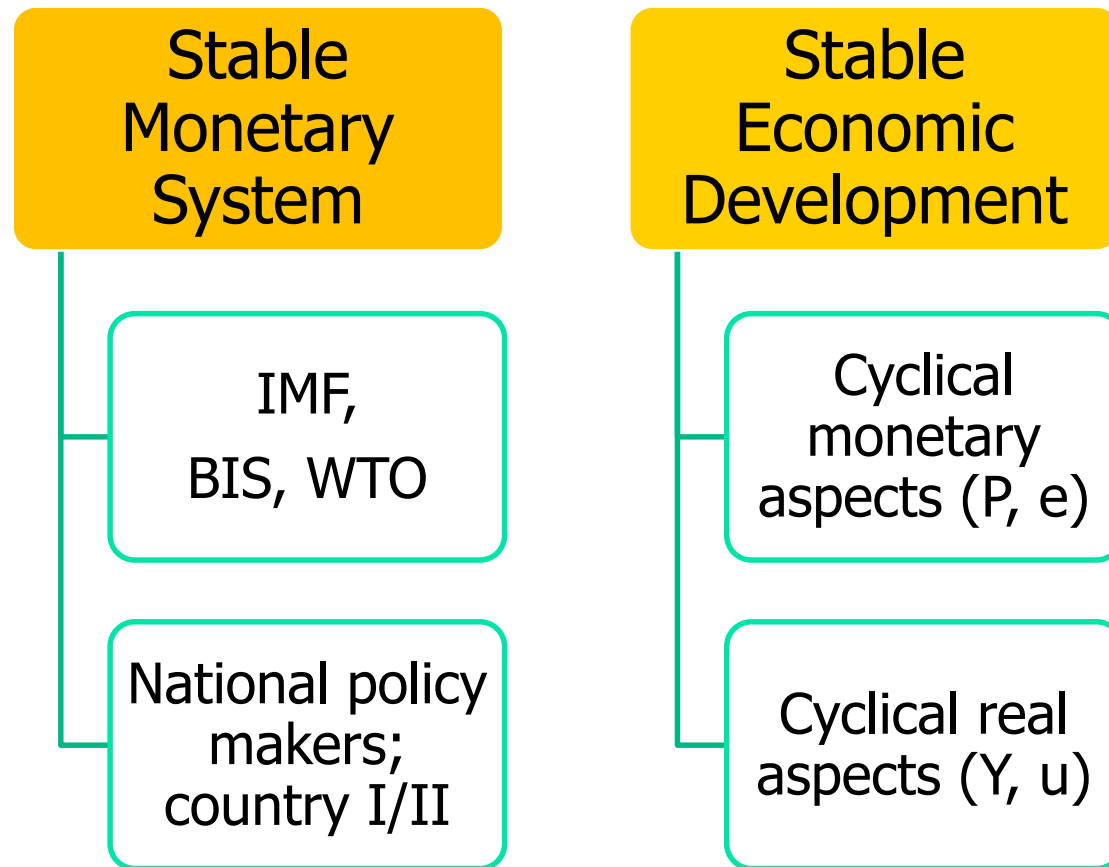 Stable
Monetary
System
IMF,
BIS, WTO
National policy
makers;
country I/II
Stable
Economic
Development
Cyclical
monetary
aspects (P, e)
Cyclical real
aspects (Y, u)